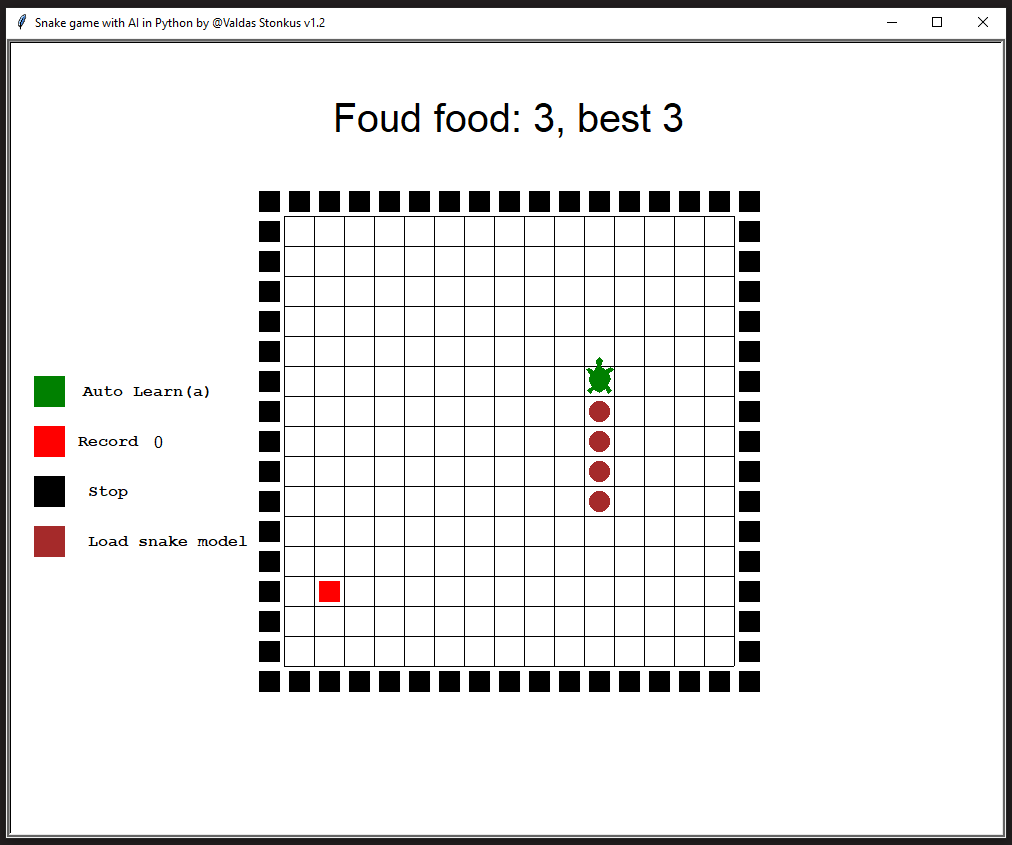 Snake game with AI in Python by @Valdas Stonkus v1.2
Foud food: 3, best 3
Auto Learn(a)
Record 0
Stop
Load snake model